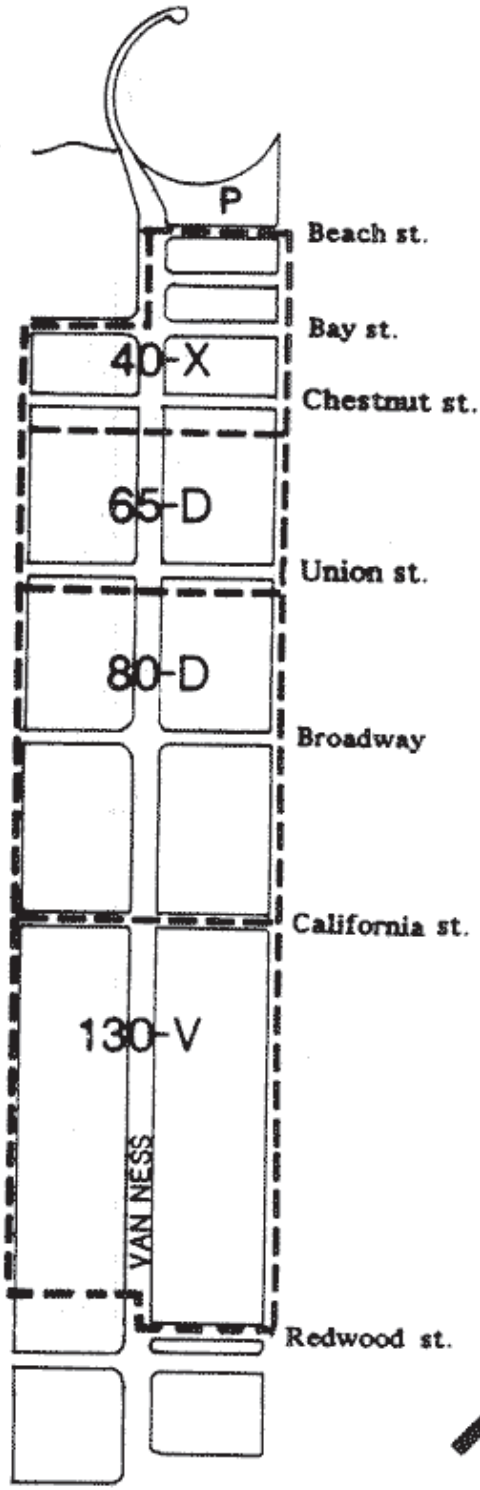 P
Beach st.
Bay st.
40-X
Chestnut st.
65-D
Union st.
80-D
Broadway
California st.
130-V
VAN NESS
Redwood st.